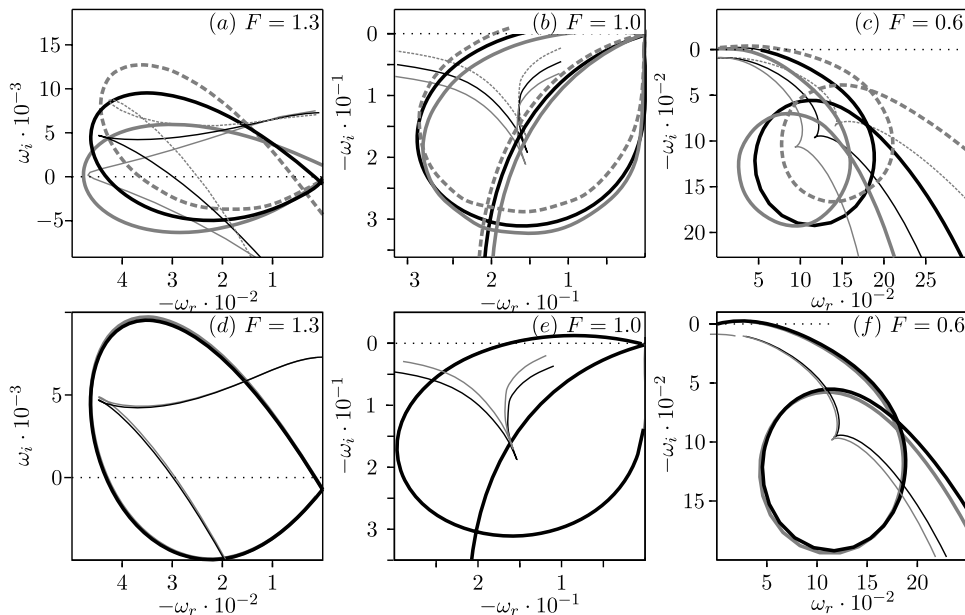 (a) F = 1.3
15
10
5
0
−5
ω_i · 10⁻³
4 3 2 1
−ω_r · 10⁻²
(b) F = 1.0
0
1
2
3
−ω_i · 10⁻¹
3 2 1
−ω_r · 10⁻¹
(c) F = 0.6
0
5
10
15
20
−ω_i · 10⁻²
5 10 15 20 25
ω_r · 10⁻²
(d) F = 1.3
5
0
ω_i · 10⁻³
4 3 2 1
−ω_r · 10⁻²
(e) F = 1.0
0
1
2
3
−ω_i · 10⁻¹
2 1
−ω_r · 10⁻¹
(f) F = 0.6
0
5
10
15
−ω_i · 10⁻²
5 10 15 20
ω_r · 10⁻²